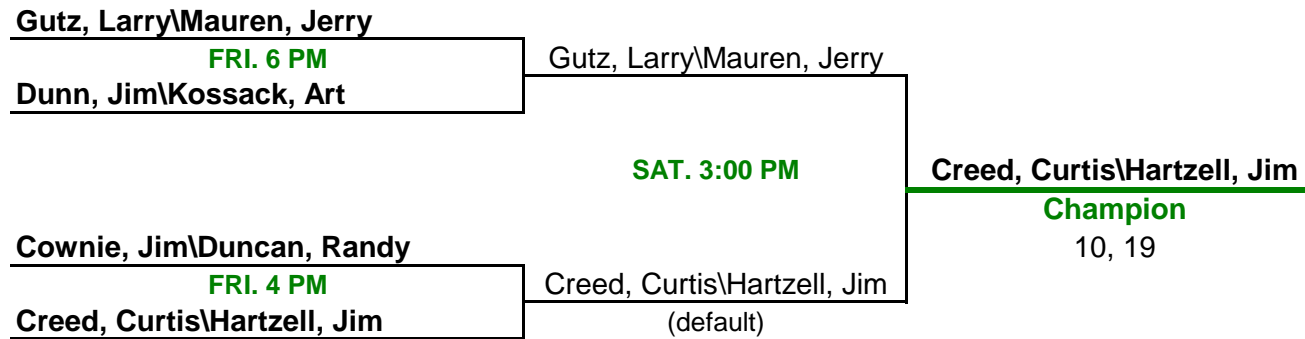 Gutz, Larry\Mauren, Jerry
FRI. 6 PM
Gutz, Larry\Mauren, Jerry
Dunn, Jim\Kossack, Art
SAT. 3:00 PM
Creed, Curtis\Hartzell, Jim
Champion
10, 19
Cownie, Jim\Duncan, Randy
FRI. 4 PM
Creed, Curtis\Hartzell, Jim
Creed, Curtis\Hartzell, Jim
(default)